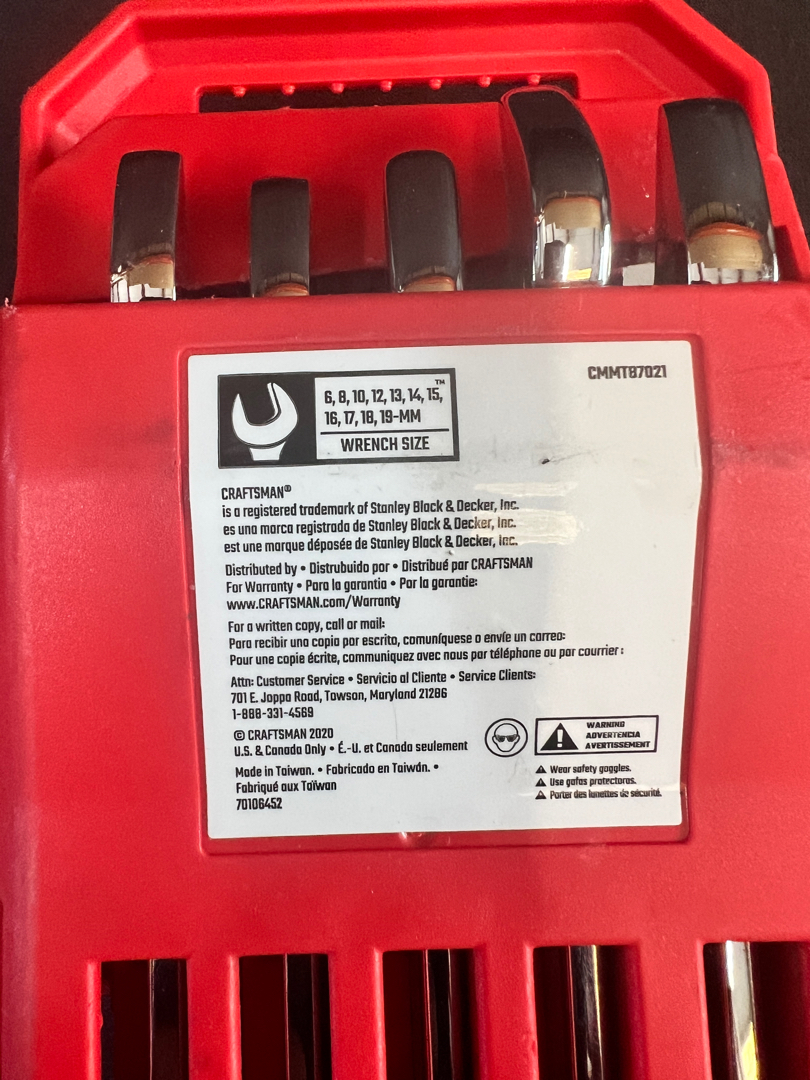 CMMT87021
6, 8, 10, 12, 13, 14, 15,™
16, 17, 18, 19-MM
WRENCH SIZE
CRAFTSMAN®
is a registered trademark of Stanley Black & Decker, Inc.
es una marca registrada de Stanley Black & Decker, Inc.
est une marque déposée de Stanley Black & Decker, Inc.
Distributed by • Distrubuido por • Distribué par CRAFTSMAN
For Warranty • Para la garantia • Por la garantie:
www.CRAFTSMAN.com/Warranty
For a written copy, call or mail:
Para recibir una copia por escrito, comuníquese o envíe un correo:
Pour une copie écrite, communiquez avec nous par téléphone ou par courrier :
Attn: Customer Service • Servicio al Cliente • Service Clients:
701 E. Joppa Road, Towson, Maryland 21286
1-888-331-4569
© CRAFTSMAN 2020
U.S. & Canada Only • É.-U. et Canada seulement
Made in Taiwan. • Fabricado en Taiwán. •
Fabriqué aux Taïwan
70106452
WARNING
ADVERTENCIA
AVERTISSEMENT
Wear safety goggles.
Use gafas protectoras.
Porter des lunettes de sécurité.